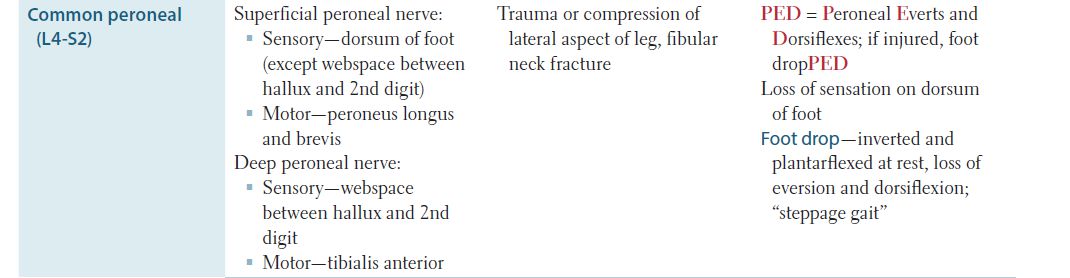 Common peroneal
(L4-S2)
Superficial peroneal nerve:
▪ Sensory—dorsum of foot
(except webspace between
hallux and 2nd digit)
▪ Motor—peroneus longus
and brevis
Deep peroneal nerve:
▪ Sensory—webspace
between hallux and 2nd
digit
▪ Motor—tibialis anterior
Trauma or compression of
lateral aspect of leg, fibular
neck fracture
PED = Peroneal Everts and
Dorsiflexes; if injured, foot
dropPED
Loss of sensation on dorsum
of foot
Foot drop—inverted and
plantarflexed at rest, loss of
eversion and dorsiflexion;
“steppage gait”